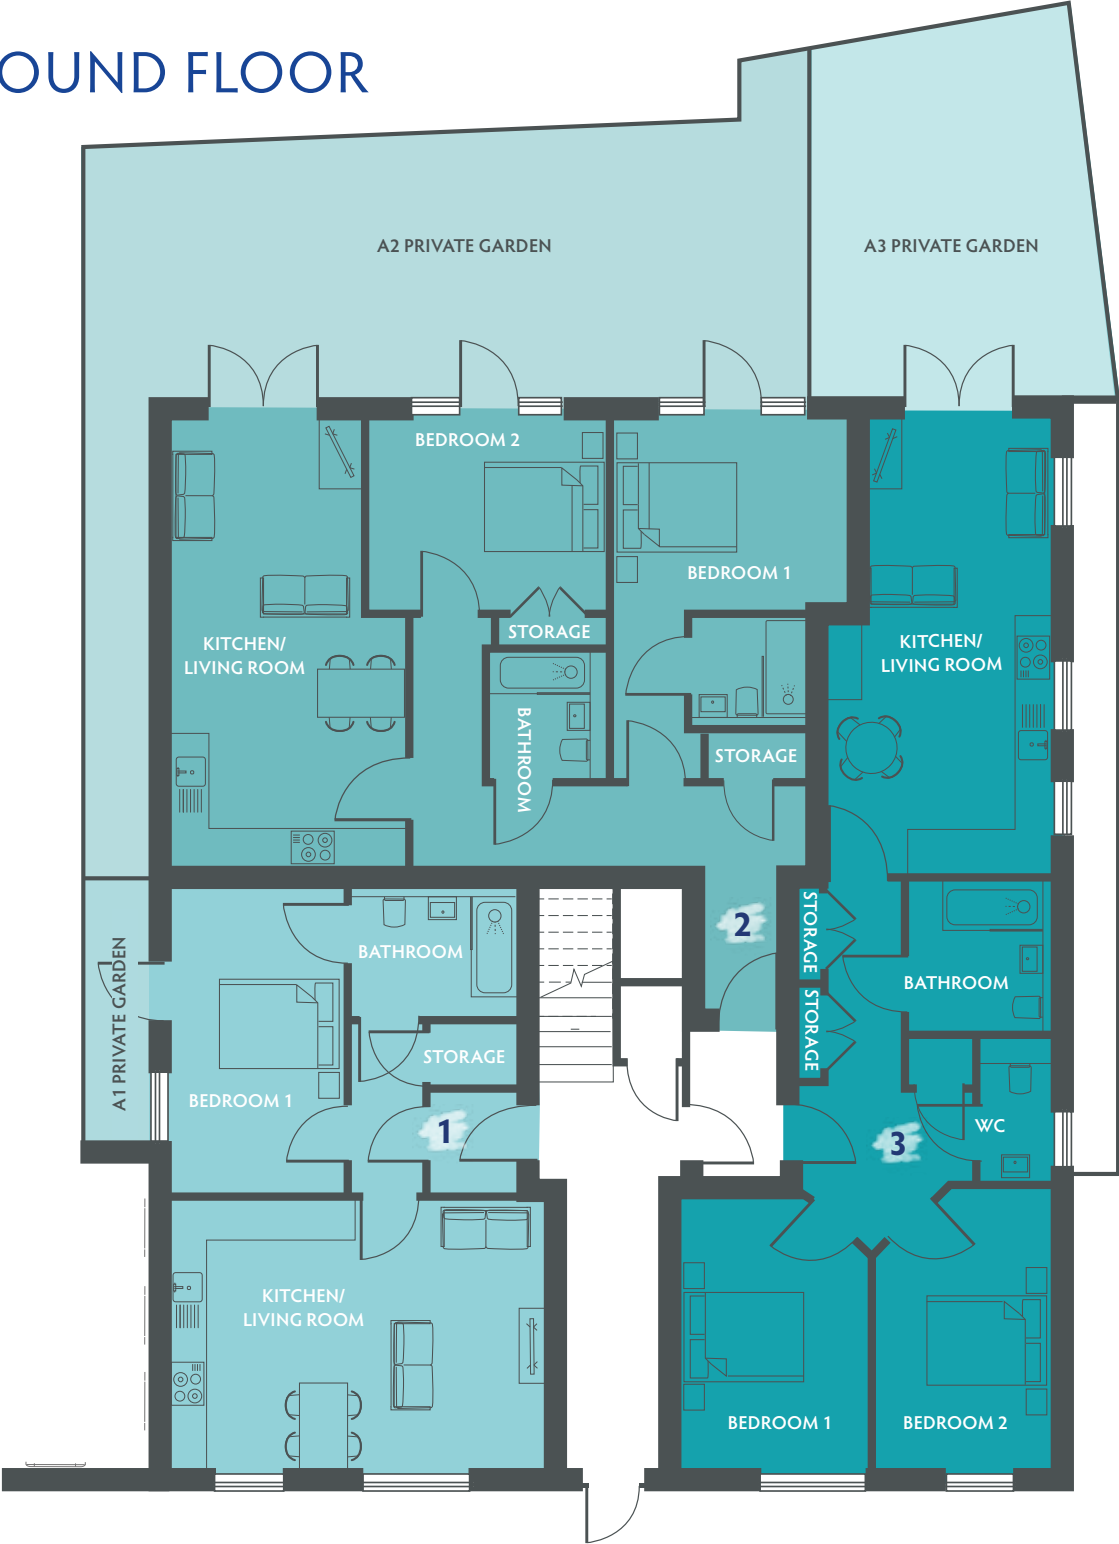 OUND FLOOR
A2 PRIVATE GARDEN
A3 PRIVATE GARDEN
BEDROOM 2
BEDROOM 1
STORAGE
KITCHEN/
LIVING ROOM
KITCHEN/
LIVING ROOM
BATHROOM
STORAGE
2
STORAGE
A1 PRIVATE GARDEN
BATHROOM
BATHROOM
STORAGE
STORAGE
BEDROOM 1
1
3
WC
KITCHEN/
LIVING ROOM
BEDROOM 1
BEDROOM 2